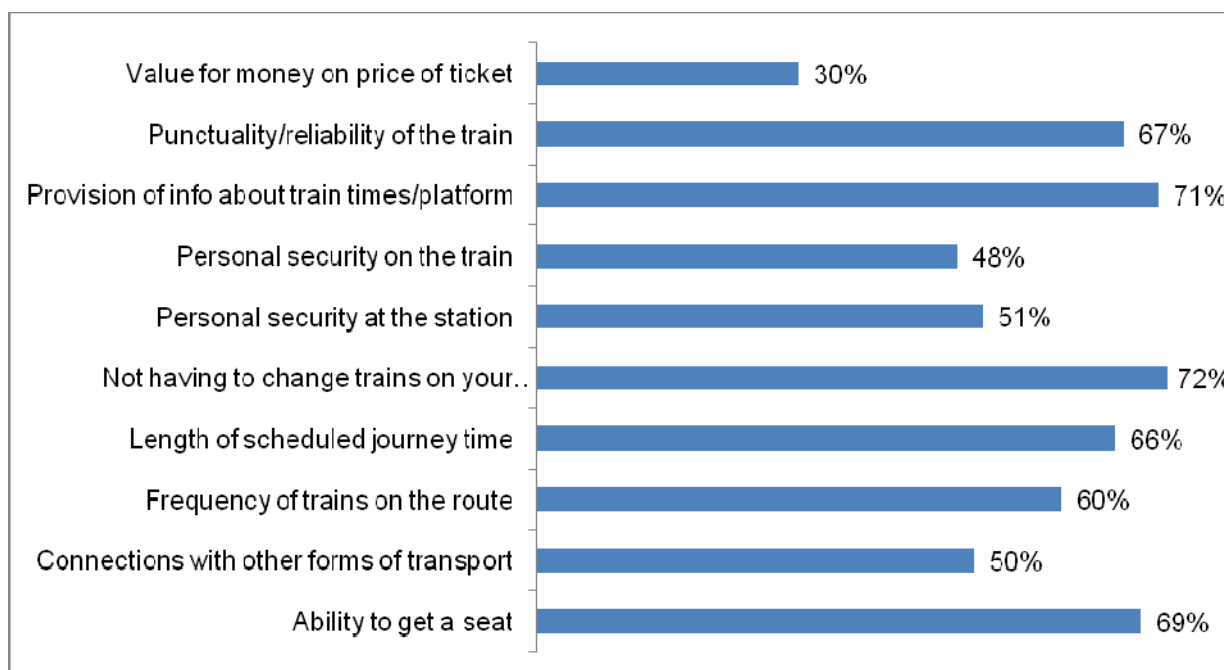 Value for money on price of ticket 30%
Punctuality/reliability of the train 67%
Provision of info about train times/platform 71%
Personal security on the train 48%
Personal security at the station 51%
Not having to change trains on your.. 72%
Length of scheduled journey time 66%
Frequency of trains on the route 60%
Connections with other forms of transport 50%
Ability to get a seat 69%